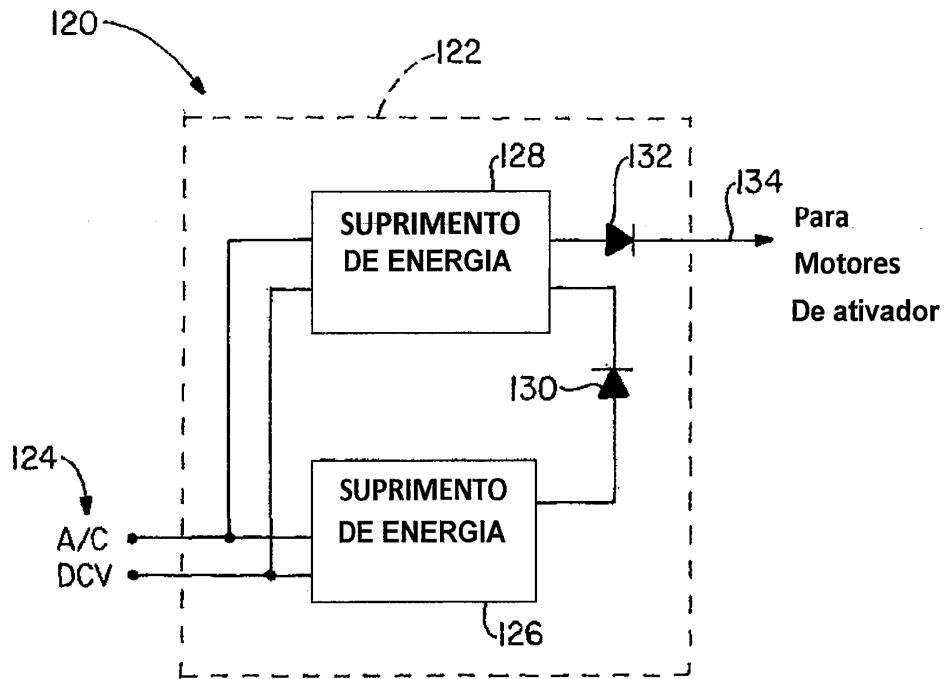 120
122
128
132
134
SUPRIMENTO
DE ENERGIA
Para
Motores
De ativador
130
124
A/C
DCV
SUPRIMENTO
DE ENERGIA
126